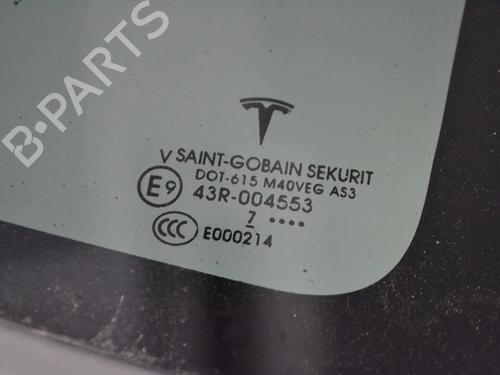 B-PARTS
V SAINT-GOBAIN SEKURIT
DOT-615 M40VEG AS3
E9 43R-004553
7 ••••
CCC E000214